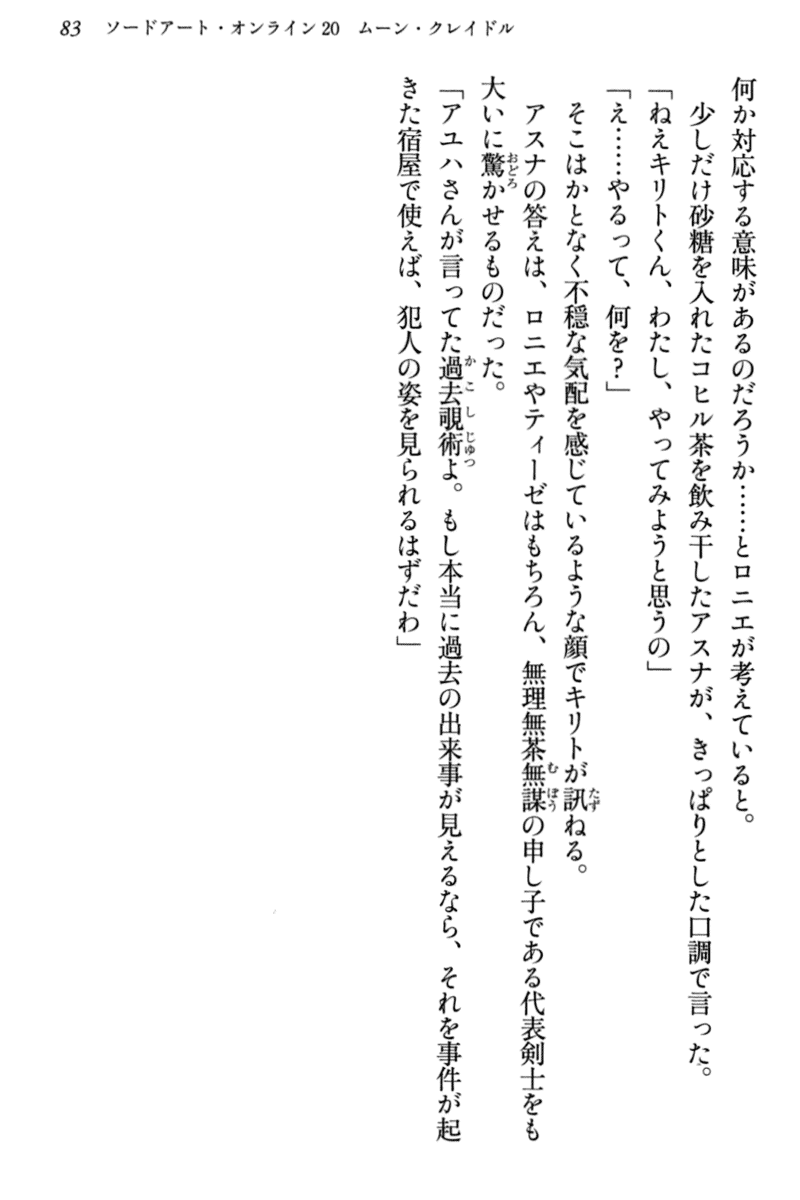 83 ソードアート・オンライン20 ムーン・クレイドル
何か対応する意味があるのだろうか……とロニエが考えていると。
少しだけ砂糖を入れたコヒル茶を飲み干したアスナが、きっぱりとした口調で言った。
「ねえキリトくん、わたし、やってみようと思うの」
「え……やるって、何を?」
そこはかとなく不穏な気配を感じているような顔でキリトが訊ねる。
アスナの答えは、ロニエやティーゼはもちろん、無理無茶無謀の申し子である代表剣士をも
大いに驚かせるものだった。
「アユハさんが言ってた過去覗術よ。もし本当に過去の出来事が見えるなら、それを事件が起
きた宿屋で使えば、犯人の姿を見られるはずだわ」